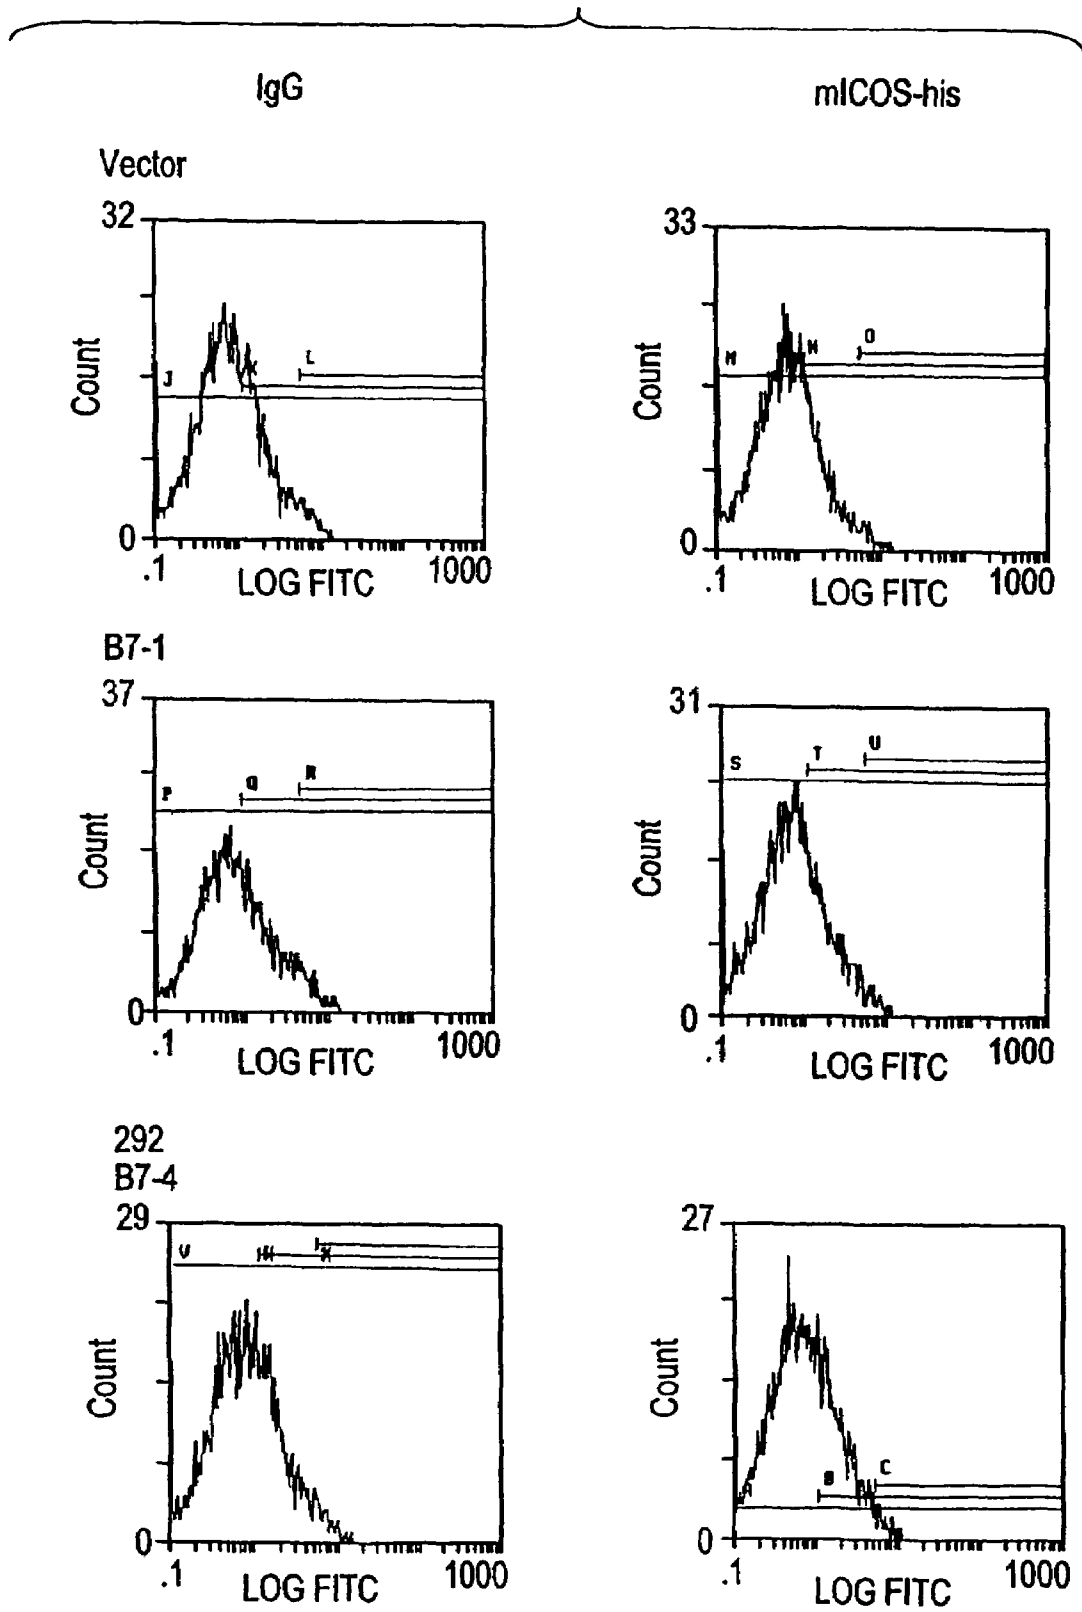 IgG
mICOS-his
Vector
32
J
K
L
Count
0
.1
1000
LOG FITC
33
M
N
O
Count
0
.1
1000
LOG FITC
B7-1
37
P
Q
R
Count
0
.1
1000
LOG FITC
31
S
T
U
Count
0
.1
1000
LOG FITC
292
B7-4
29
V
W
X
Count
0
.1
1000
LOG FITC
27
B
C
Count
0
.1
1000
LOG FITC